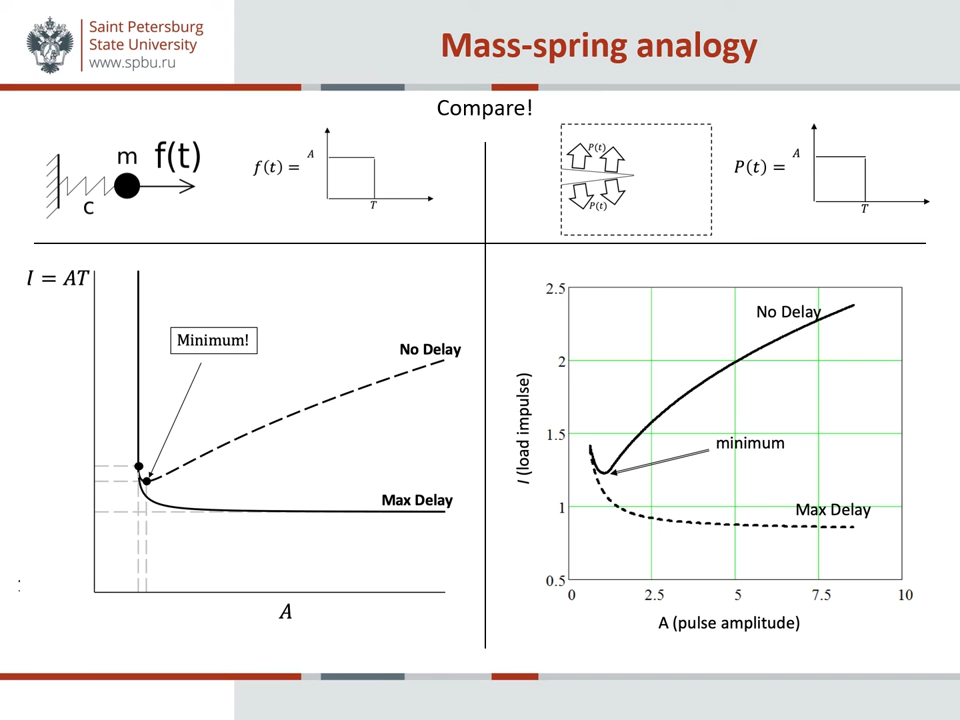 Saint Petersburg
State University
www.spbu.ru
Mass-spring analogy
Compare!
m f(t)
c
f(t) =
A
T
P(t)
P(t)
P(t) =
A
T
I = AT
Minimum!
No Delay
Max Delay
A
2.5
2
1.5
1
0.5
0 2.5 5 7.5 10
I (load impulse)
No Delay
minimum
Max Delay
A (pulse amplitude)